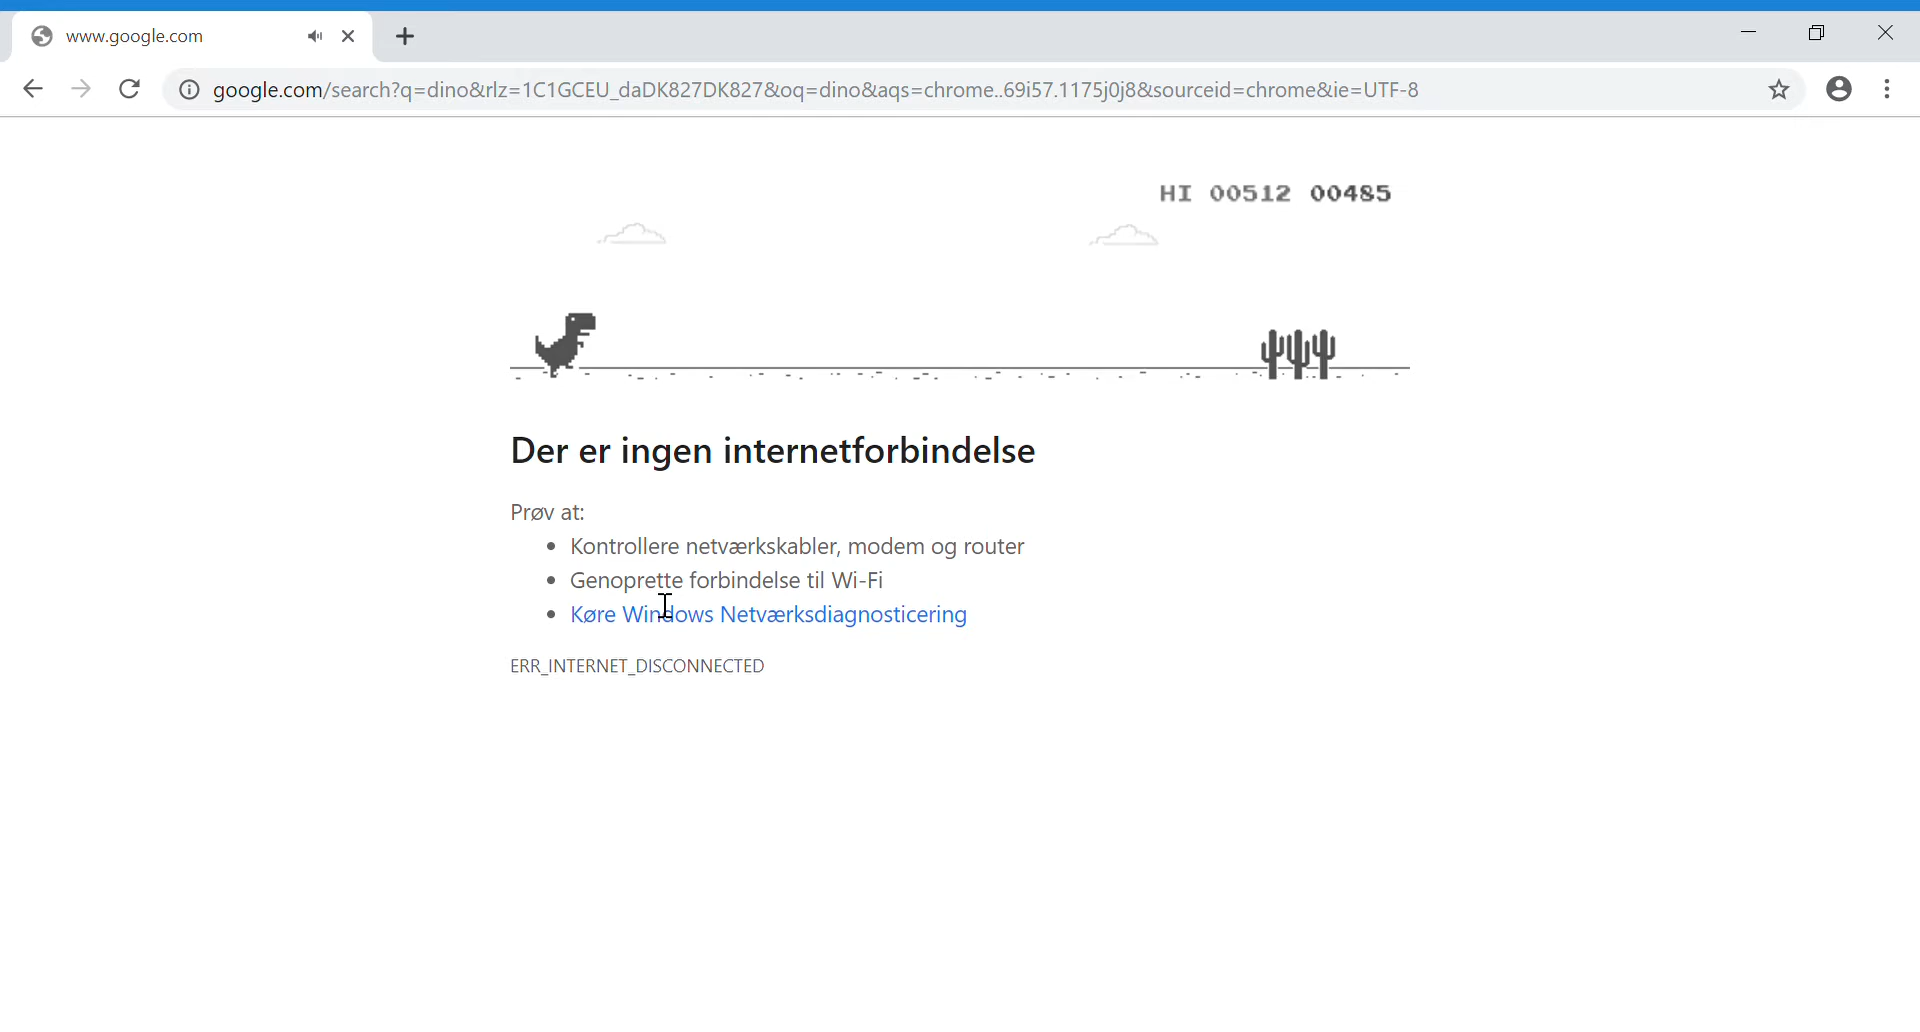 www.google.com
google.com/search?q=dino&rlz=1C1GCEU_daDK827DK827&oq=dino&aqs=chrome..69i57.1175j0j8&sourceid=chrome&ie=UTF-8
HI 00512 00485
Der er ingen internetforbindelse
Prøv at:
Kontrollere netværkskabler, modem og router
Genoprette forbindelse til Wi-Fi
Køre Windows Netværksdiagnosticering
ERR_INTERNET_DISCONNECTED